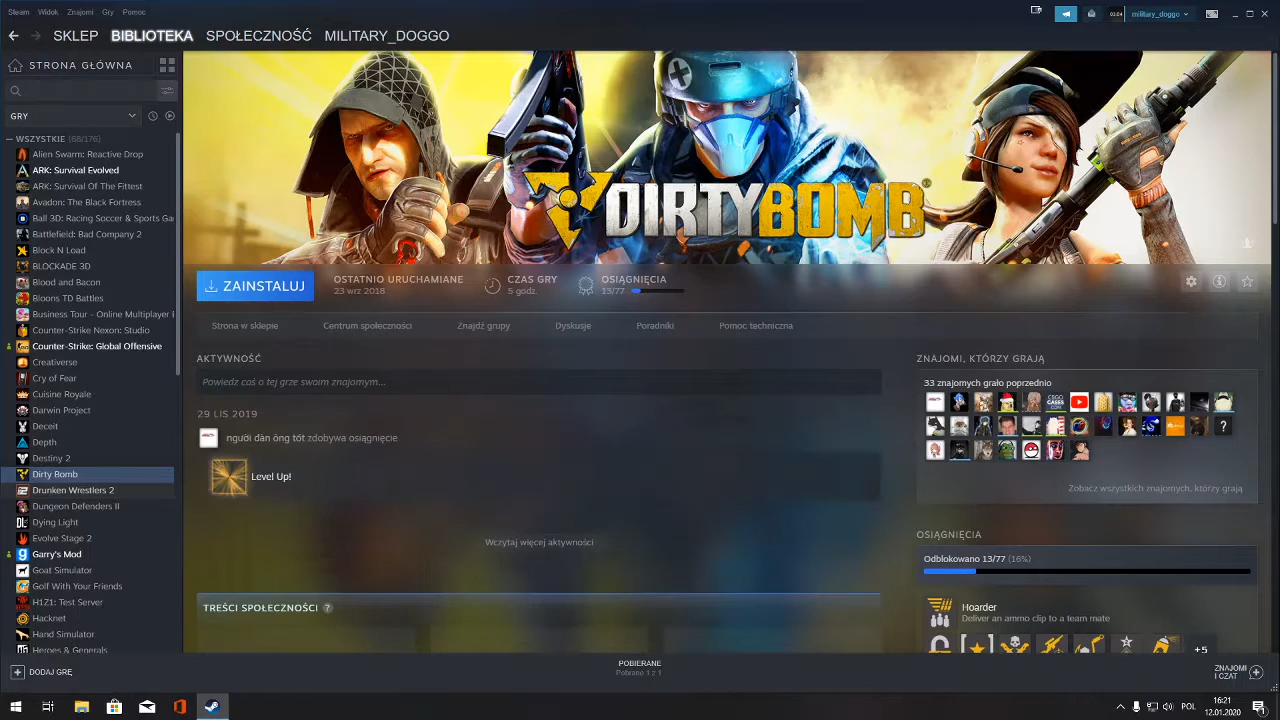 Steam Widok Znajomi Gry Pomoc
03:04 military_doggo
SKLEP BIBLIOTEKA SPOŁECZNOŚĆ MILITARY_DOGGO
STRONA GŁÓWNA
GRY
WSZYSTKIE (68/176)
Alien Swarm: Reactive Drop
ARK: Survival Evolved
ARK: Survival Of The Fittest
Avadon: The Black Fortress
Ball 3D: Racing Soccer & Sports Ga
Battlefield: Bad Company 2
Block N Load
BLOCKADE 3D
Blood and Bacon
Bloons TD Battles
Business Tour - Online Multiplayer
Counter-Strike Nexon: Studio
Counter-Strike: Global Offensive
Creativerse
Cry of Fear
Cuisine Royale
Darwin Project
Deceit
Depth
Destiny 2
Dirty Bomb
Drunken Wrestlers 2
Dungeon Defenders II
Dying Light
Evolve Stage 2
Garry's Mod
Goat Simulator
Golf With Your Friends
H1Z1: Test Server
Hacknet
Hand Simulator
Heroes & Generals
DODAJ GRĘ
DIRTYBOMB®
ZAINSTALUJ
OSTATNIO URUCHAMIANE
23 wrz 2018
CZAS GRY
5 godz.
OSIĄGNIĘCIA
13/77
Strona w sklepie Centrum społeczności Znajdź grupy Dyskusje Poradniki Pomoc techniczna
AKTYWNOŚĆ
Powiedz coś o tej grze swoim znajomym...
29 LIS 2019
người đàn ông tốt zdobywa osiągnięcie
Level Up!
Wczytaj więcej aktywności
TREŚCI SPOŁECZNOŚCI ?
ZNAJOMI, KTÓRZY GRAJĄ
33 znajomych grało poprzednio
CSGO
CASES
.COM
?
Zobacz wszystkich znajomych, którzy grają
OSIĄGNIĘCIA
Odblokowano 13/77 (16%)
Hoarder
Deliver an ammo clip to a team mate
+5
POBIERANE
Pobrane 1 z 1
ZNAJOMI
I CZAT
POL
16:21
12.01.2020